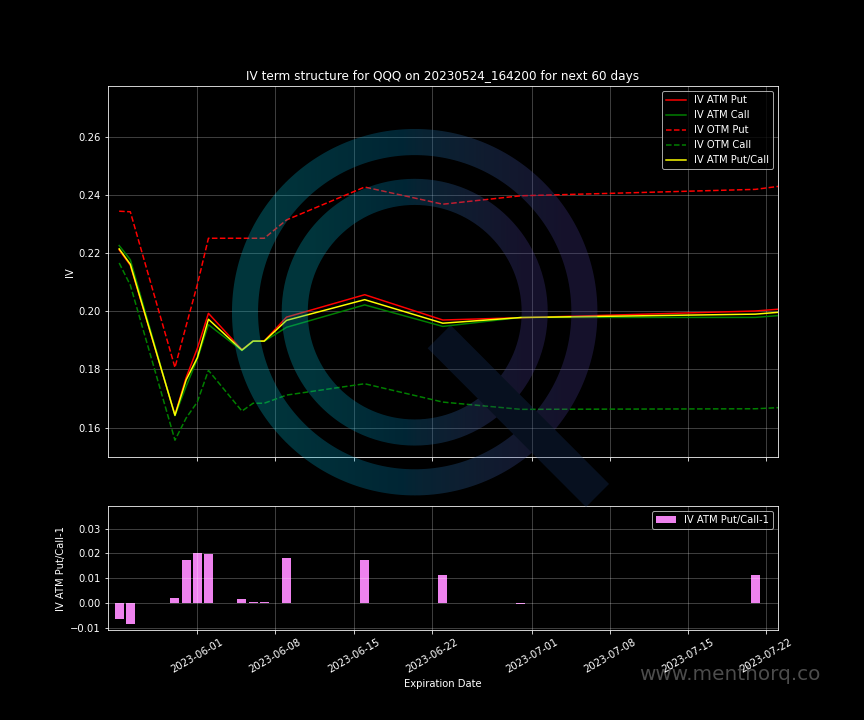 IV term structure for QQQ on 20230524_164200 for next 60 days
IV ATM Put
IV ATM Call
IV OTM Put
IV OTM Call
IV ATM Put/Call
IV
0.26
0.24
0.22
0.20
0.18
0.16
IV ATM Put/Call-1
IV ATM Put/Call-1
0.03
0.02
0.01
0.00
−0.01
2023-06-01
2023-06-08
2023-06-15
2023-06-22
2023-07-01
2023-07-08
2023-07-15
2023-07-22
Expiration Date
www.menthorq.co